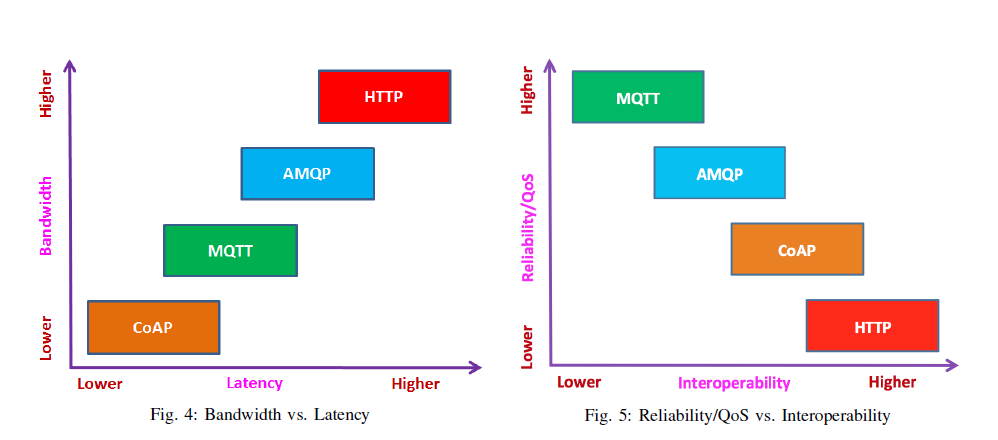 Higher
HTTP
AMQP
Bandwidth
MQTT
CoAP
Lower
Lower Latency Higher
Fig. 4: Bandwidth vs. Latency
Higher
MQTT
AMQP
Reliability/QoS
CoAP
HTTP
Lower
Lower Interoperability Higher
Fig. 5: Reliability/QoS vs. Interoperability